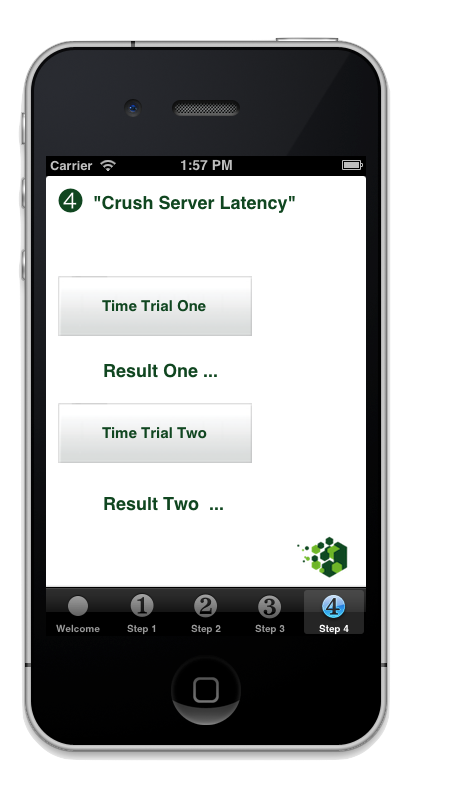 Carrier 1:57 PM
4 "Crush Server Latency"
Time Trial One
Result One ...
Time Trial Two
Result Two  ...
1 2 3 4
Welcome Step 1 Step 2 Step 3 Step 4